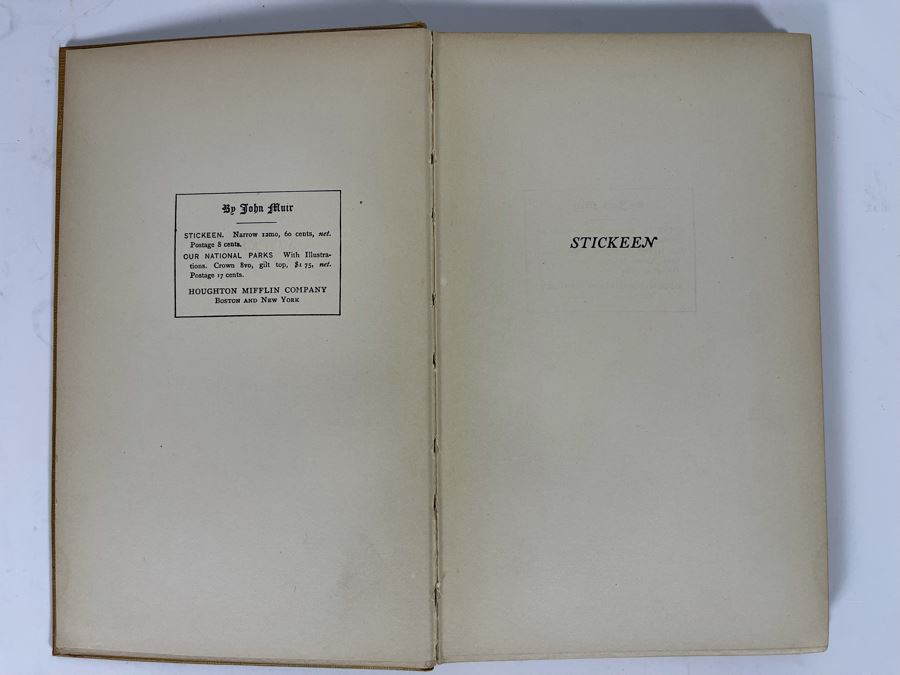 By John Muir
STICKEEN. Narrow 12mo, 60 cents, net.
Postage 8 cents.
OUR NATIONAL PARKS With Illustra-
tions. Crown 8vo, gilt top, $1 75, net.
Postage 17 cents.
HOUGHTON MIFFLIN COMPANY
BOSTON AND NEW YORK
STICKEEN